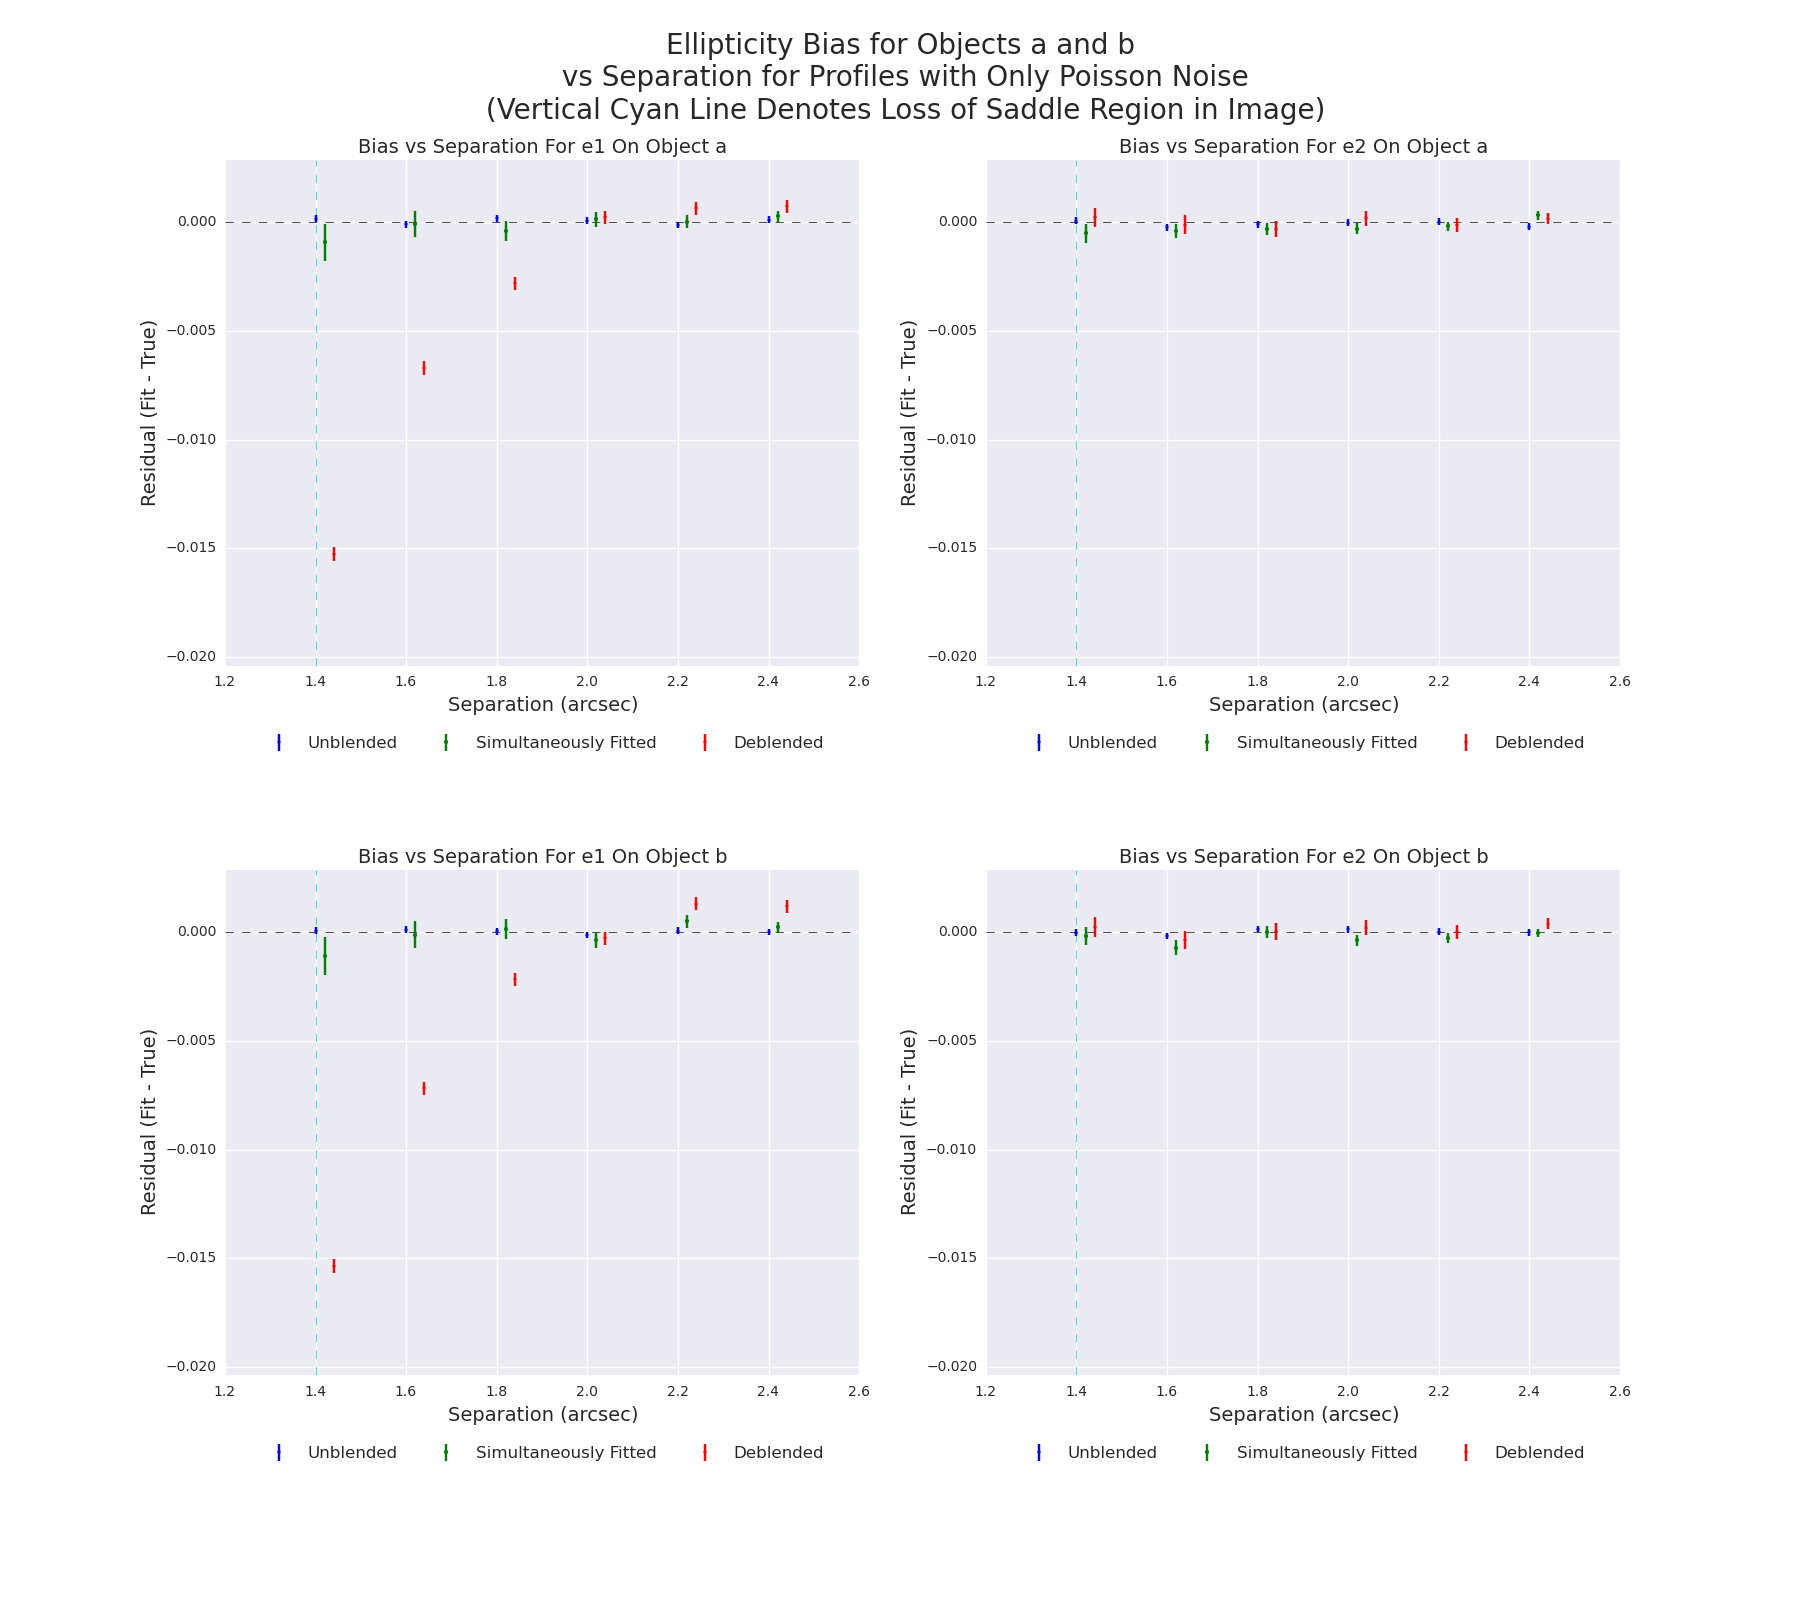 Ellipticity Bias for Objects a and b
vs Separation for Profiles with Only Poisson Noise
(Vertical Cyan Line Denotes Loss of Saddle Region in Image)
Bias vs Separation For e1 On Object a
Residual (Fit - True)
0.000
−0.005
−0.010
−0.015
−0.020
1.2 1.4 1.6 1.8 2.0 2.2 2.4 2.6
Separation (arcsec)
Unblended Simultaneously Fitted Deblended
Bias vs Separation For e2 On Object a
Residual (Fit - True)
0.000
−0.005
−0.010
−0.015
−0.020
1.2 1.4 1.6 1.8 2.0 2.2 2.4 2.6
Separation (arcsec)
Unblended Simultaneously Fitted Deblended
Bias vs Separation For e1 On Object b
Residual (Fit - True)
0.000
−0.005
−0.010
−0.015
−0.020
1.2 1.4 1.6 1.8 2.0 2.2 2.4 2.6
Separation (arcsec)
Unblended Simultaneously Fitted Deblended
Bias vs Separation For e2 On Object b
Residual (Fit - True)
0.000
−0.005
−0.010
−0.015
−0.020
1.2 1.4 1.6 1.8 2.0 2.2 2.4 2.6
Separation (arcsec)
Unblended Simultaneously Fitted Deblended